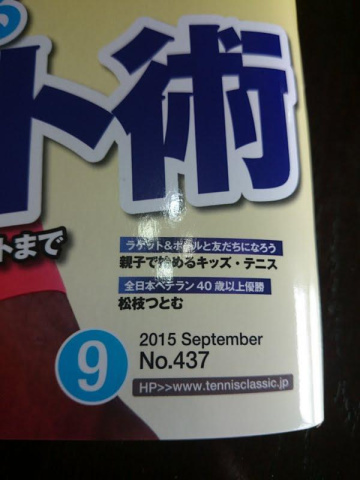 ト術
トまで
ラケット&ボールと友だちになろう
親子で始めるキッズ・テニス
全日本ベテラン40歳以上優勝
松枝つとむ
9
2015 September
No.437
HP>>www.tennisclassic.jp